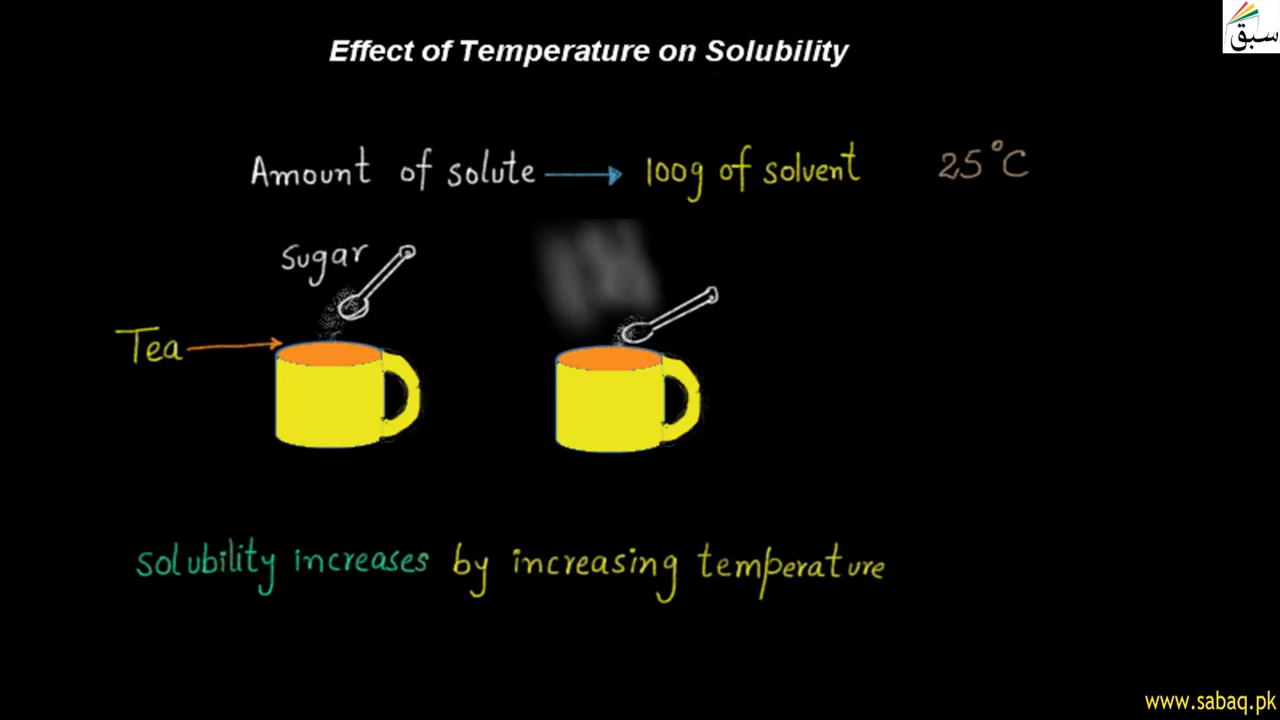 سبق
Effect of Temperature on Solubility
Amount of solute → 100g of solvent 25°C
Sugar
Tea
solubility increases by increasing temperature
www.sabaq.pk